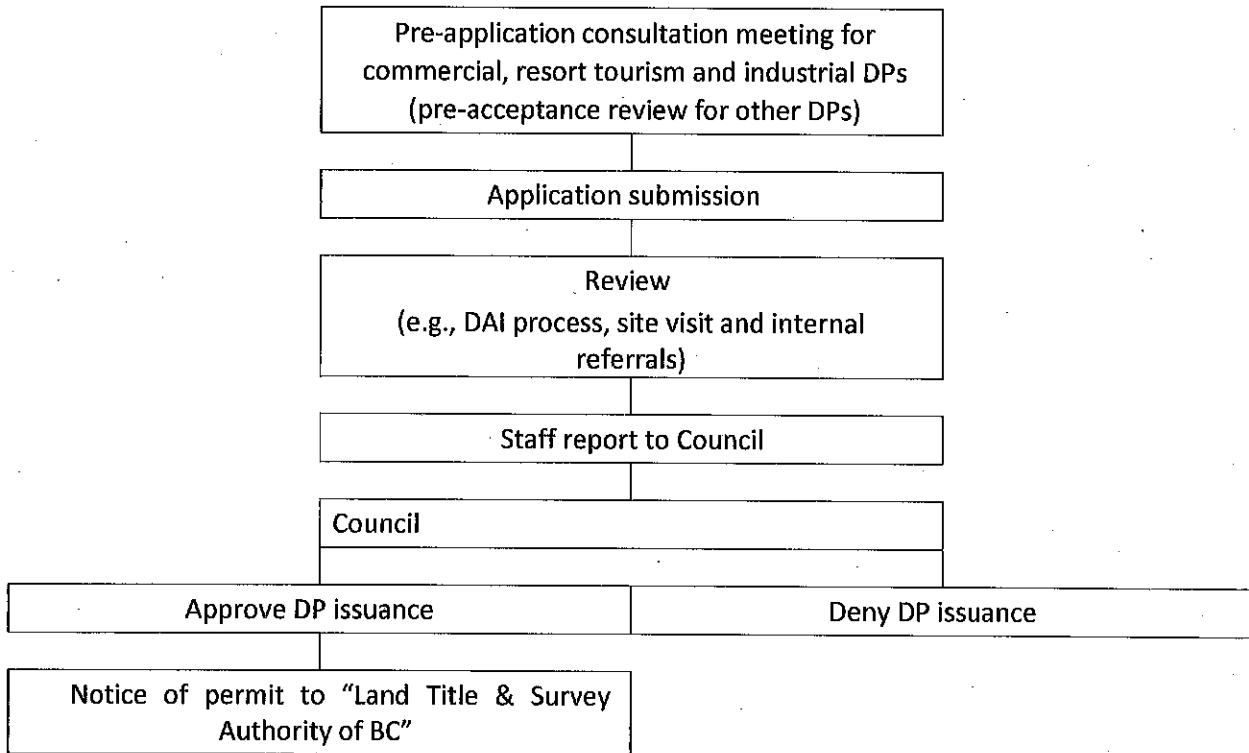 Pre-application consultation meeting for
commercial, resort tourism and industrial DPs
(pre-acceptance review for other DPs)
Application submission
Review
(e.g., DAI process, site visit and internal
referrals)
Staff report to Council
Council
Approve DP issuance
Deny DP issuance
Notice of permit to “Land Title & Survey
Authority of BC”